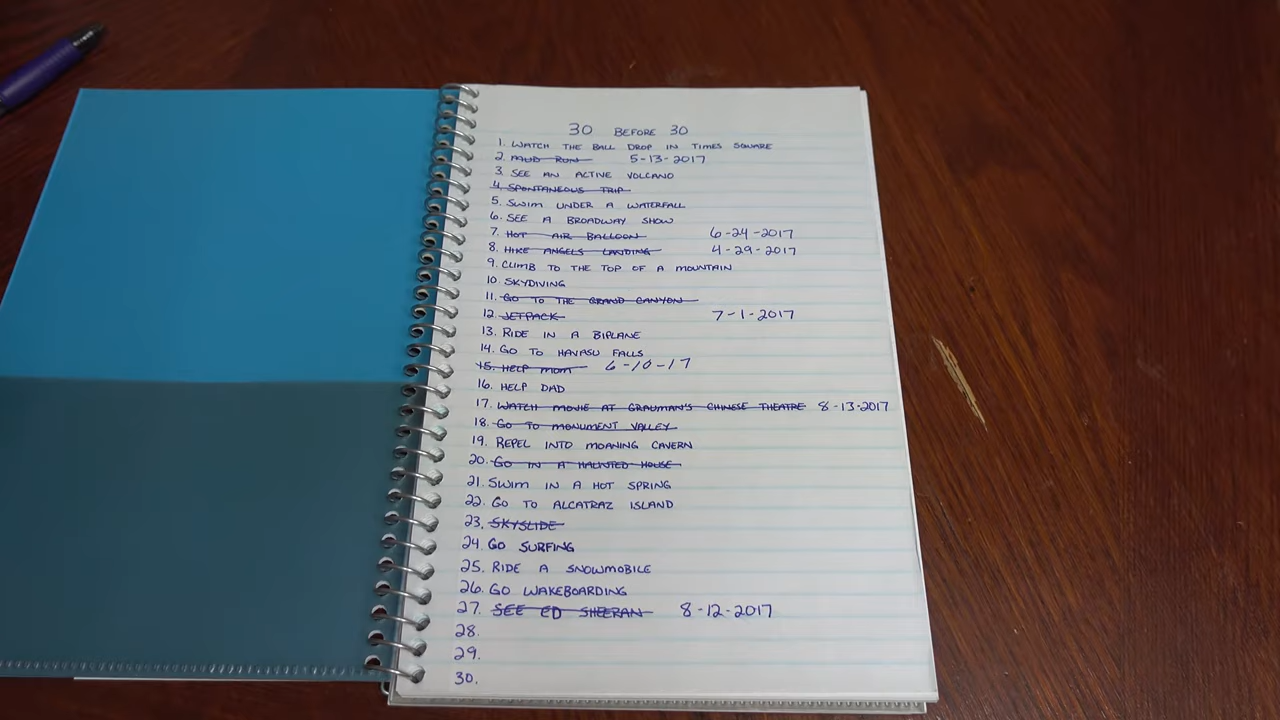 30 BEFORE 30
1. WATCH THE BALL DROP IN TIMES SQUARE
2. MUD RUN 5-13-2017
3. SEE AN ACTIVE VOLCANO
4. SPONTANEOUS TRIP
5. SWIM UNDER A WATERFALL
6. SEE A BROADWAY SHOW
7. HOT AIR BALLOON 6-24-2017
8. HIKE ANGELS LANDING 4-29-2017
9. CLIMB TO THE TOP OF A MOUNTAIN
10. SKYDIVING
11. GO TO THE GRAND CANYON
12. JETPACK 7-1-2017
13. RIDE IN A BIPLANE
14. GO TO HAVASU FALLS
15. HELP MOM 6-10-17
16. HELP DAD
17. WATCH MOVIE AT GRAUMAN'S CHINESE THEATRE 8-13-2017
18. GO TO MONUMENT VALLEY
19. REPEL INTO MOANING CAVERN
20. GO IN A HAUNTED HOUSE
21. SWIM IN A HOT SPRING
22. GO TO ALCATRAZ ISLAND
23. SKYSLIDE
24. GO SURFING
25. RIDE A SNOWMOBILE
26. GO WAKEBOARDING
27. SEE ED SHEERAN 8-12-2017
28.
29.
30.